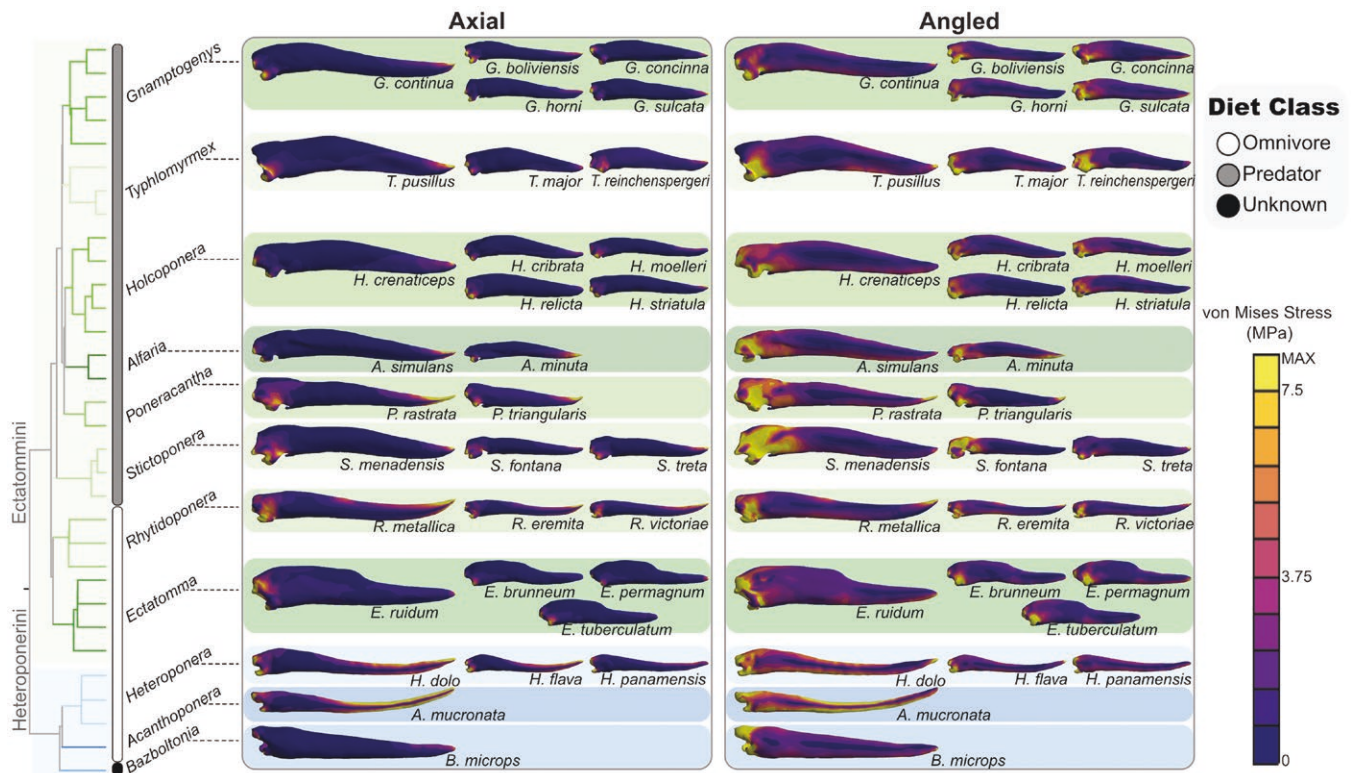 Axial
Angled
Gnamptogenys
G. continua
G. boliviensis
G. concinna
G. horni
G. sulcata
G. continua
G. boliviensis
G. concinna
G. horni
G. sulcata
Typhlomyrmex
T. pusillus
T. major
T. reinchenspergeri
T. pusillus
T. major
T. reinchenspergeri
Holcoponera
H. crenaticeps
H. cribrata
H. moelleri
H. relicta
H. striatula
H. crenaticeps
H. cribrata
H. moelleri
H. relicta
H. striatula
Alfaria
A. simulans
A. minuta
A. simulans
A. minuta
Poneracantha
P. rastrata
P. triangularis
P. rastrata
P. triangularis
Stictoponera
S. menadensis
S. fontana
S. treta
S. menadensis
S. fontana
S. treta
Rhytidoponera
R. metallica
R. eremita
R. victoriae
R. metallica
R. eremita
R. victoriae
Ectatomma
E. ruidum
E. brunneum
E. permagnum
E. tuberculatum
E. ruidum
E. brunneum
E. permagnum
E. tuberculatum
Heteroponera
H. dolo
H. flava
H. panamensis
H. dolo
H. flava
H. panamensis
Acanthoponera
A. mucronata
A. mucronata
Bazboltonia
B. microps
B. microps
Ectatommini
Heteroponerini
Diet Class
Omnivore
Predator
Unknown
von Mises Stress
(MPa)
MAX
7.5
3.75
0